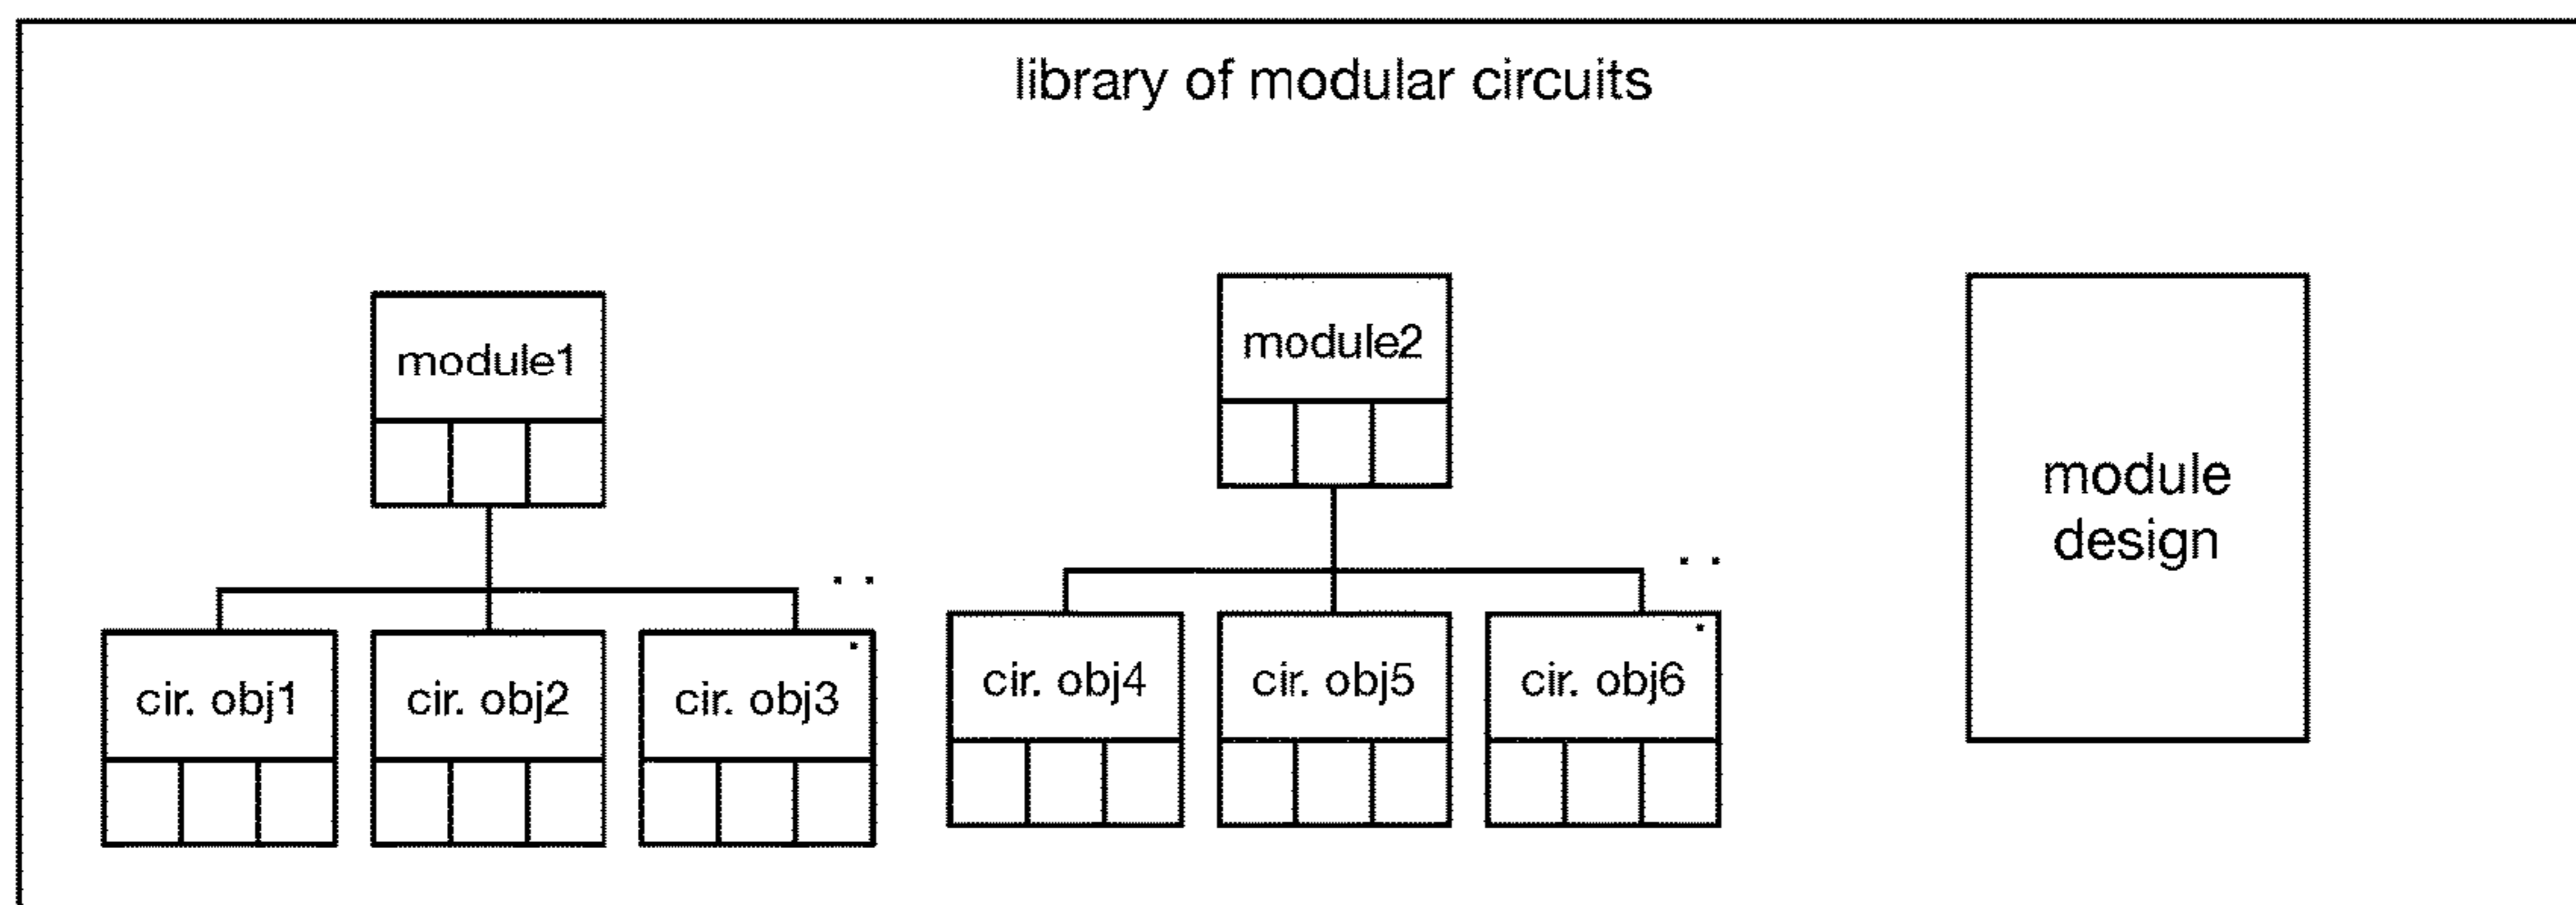 library of modular circuits
module1
cir. obj1
cir. obj2
cir. obj3
module2
cir. obj4
cir. obj5
cir. obj6
module
design